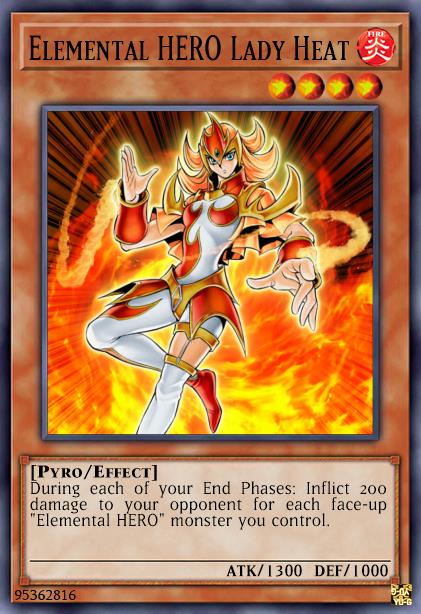 Elemental HERO Lady Heat
FIRE
炎
[Pyro/Effect]
During each of your End Phases: Inflict 200
damage to your opponent for each face-up
"Elemental HERO" monster you control.
ATK/1300 DEF/1000
95362816